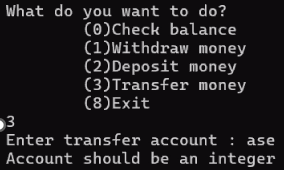 What do you want to do?
(0)Check balance
(1)Withdraw money
(2)Deposit money
(3)Transfer money
(8)Exit
3
Enter transfer account : ase
Account should be an integer